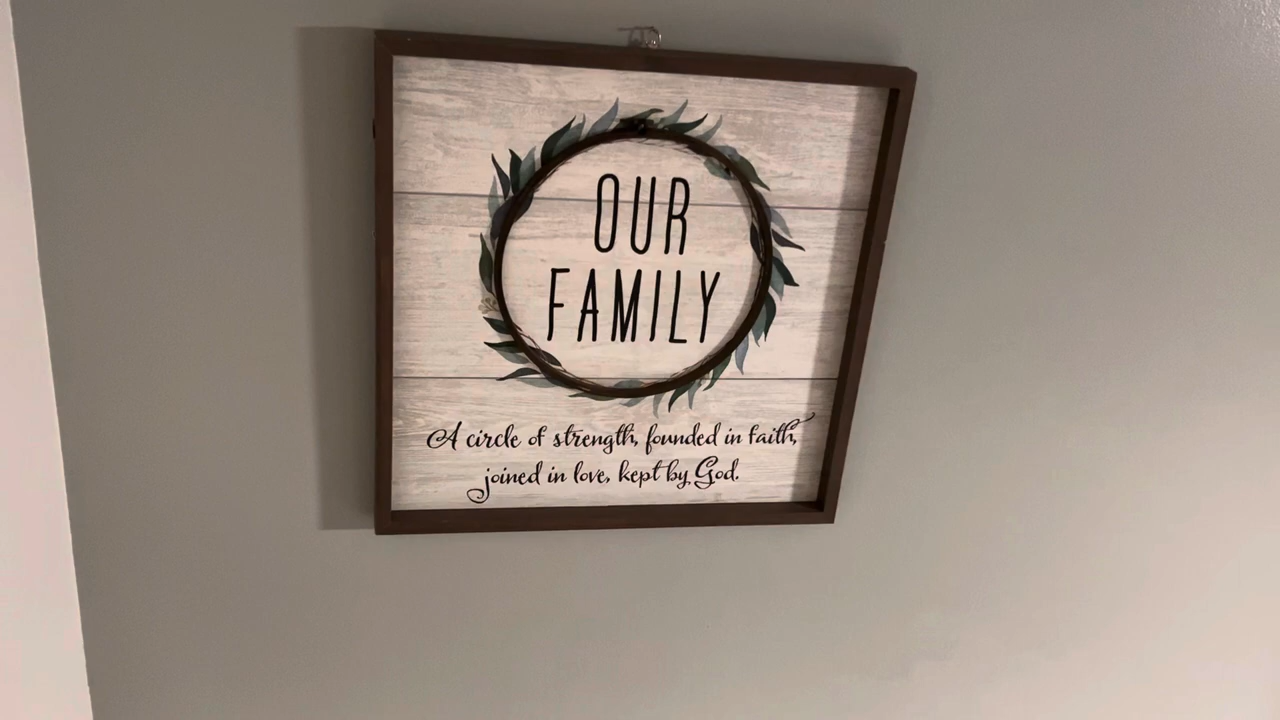 OUR
FAMILY
A circle of strength, founded in faith,
joined in love, kept by God.